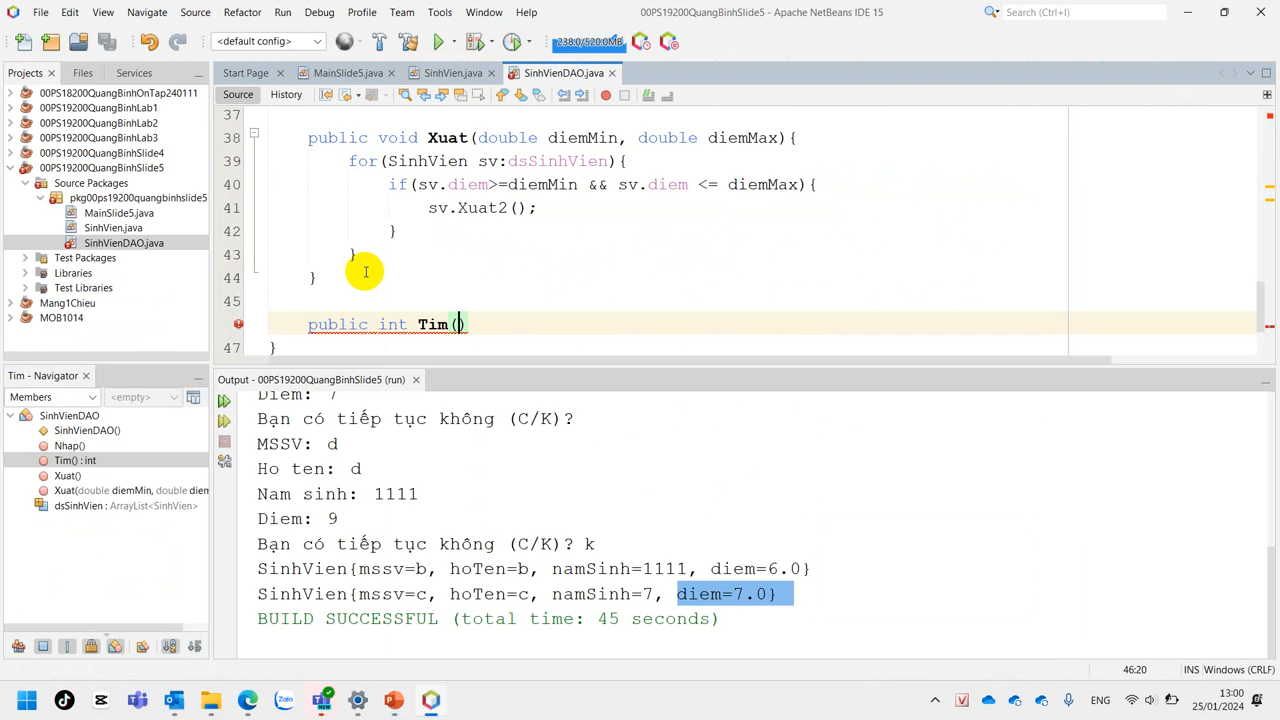 File Edit View Navigate Source Refactor Run Debug Profile Team Tools Window Help
00PS19200QuangBinhSlide5 - Apache NetBeans IDE 15
Search (Ctrl+I)
<default config>
238.0/520.0MB
Projects
Files
Services
Start Page
MainSlide5.java
SinhVien.java
SinhVienDAO.java
Source
History
00PS18200QuangBinhOnTap240111
00PS19200QuangBinhLab1
00PS19200QuangBinhLab2
00PS19200QuangBinhLab3
00PS19200QuangBinhSlide4
00PS19200QuangBinhSlide5
Source Packages
pkg00ps19200quangbinhslide5
MainSlide5.java
SinhVien.java
SinhVienDAO.java
Test Packages
Libraries
Test Libraries
Mang1Chieu
MOB1014
37
38 public void Xuat(double diemMin, double diemMax){
39 for(SinhVien sv:dsSinhVien){
40 if(sv.diem>=diemMin && sv.diem <= diemMax){
41 sv.Xuat2();
42 }
43 }
44 }
45
public int Tim()
47 }
Tim - Navigator
Members
<empty>
SinhVienDAO
SinhVienDAO()
Nhap()
Tim() : int
Xuat()
Xuat(double diemMin, double diem
dsSinhVien : ArrayList<SinhVien>
Output - 00PS19200QuangBinhSlide5 (run)
Diem: 7
Bạn có tiếp tục không (C/K)?
MSSV: d
Ho ten: d
Nam sinh: 1111
Diem: 9
Bạn có tiếp tục không (C/K)? k
SinhVien{mssv=b, hoTen=b, namSinh=1111, diem=6.0}
SinhVien{mssv=c, hoTen=c, namSinh=7, diem=7.0}
BUILD SUCCESSFUL (total time: 45 seconds)
46:20
INS Windows (CRLF)
Zalo
NEW
ENG
13:00
25/01/2024